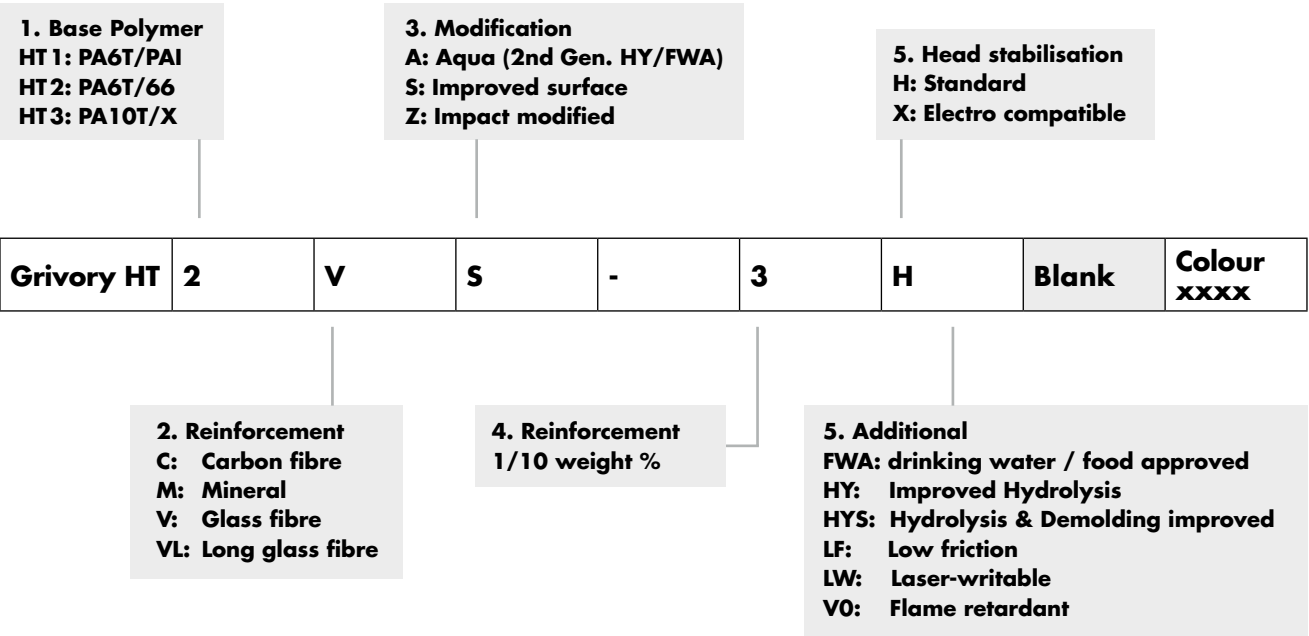 1. Base Polymer
HT 1: PA6T/PAI
HT 2: PA6T/66
HT 3: PA10T/X
3. Modification
A: Aqua (2nd Gen. HY/FWA)
S: Improved surface
Z: Impact modified
5. Head stabilisation
H: Standard
X: Electro compatible
Grivory HT 2 V S - 3 H Blank Colour
xxxx
2. Reinforcement
C: Carbon fibre
M: Mineral
V: Glass fibre
VL: Long glass fibre
4. Reinforcement
1/10 weight %
5. Additional
FWA: drinking water / food approved
HY: Improved Hydrolysis
HYS: Hydrolysis & Demolding improved
LF: Low friction
LW: Laser-writable
V0: Flame retardant